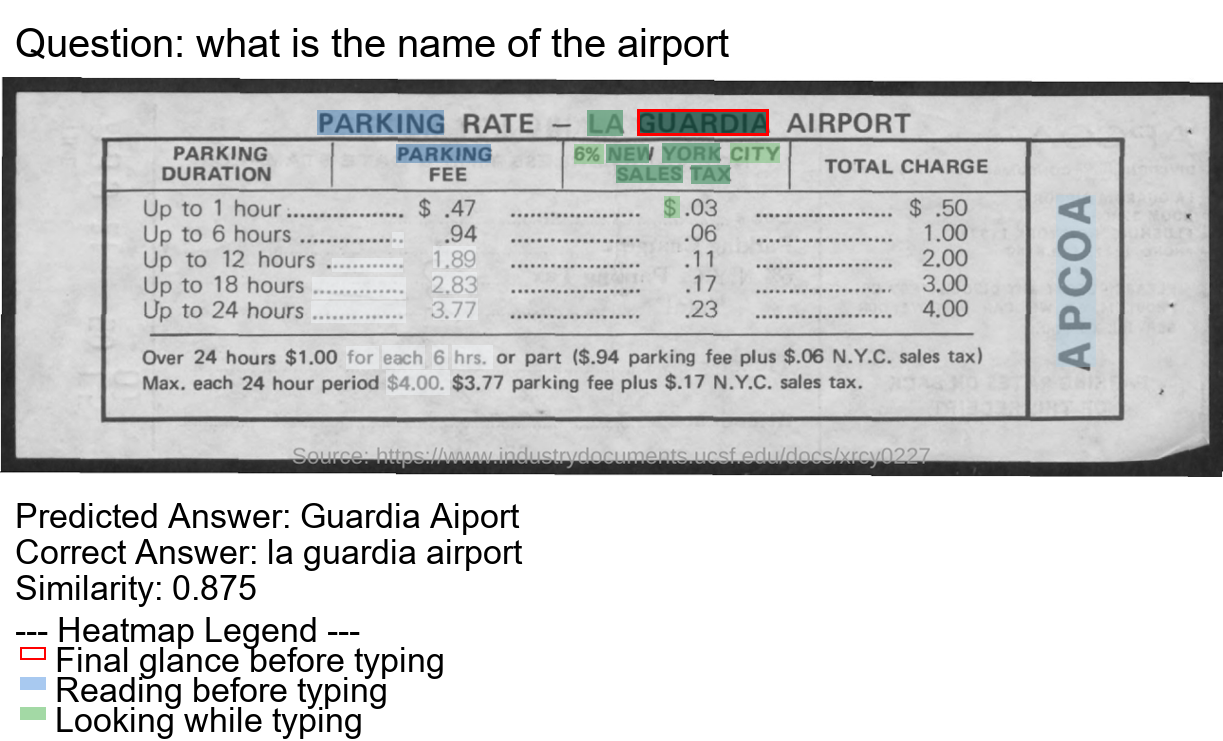 Question: what is the name of the airport
PARKING RATE – LA GUARDIA AIRPORT
PARKING DURATION PARKING FEE 6% NEW YORK CITY SALES TAX TOTAL CHARGE
Up to 1 hour................... $ .47 .................... $ .03 ..................... $ .50
Up to 6 hours ................. .94 .................... .06 ..................... 1.00
Up to 12 hours ............. 1.89 .................... .11 ..................... 2.00
Up to 18 hours ............... 2.83 .................... .17 ..................... 3.00
Up to 24 hours ............... 3.77 .................... .23 ..................... 4.00
Over 24 hours $1.00 for each 6 hrs. or part ($.94 parking fee plus $.06 N.Y.C. sales tax)
Max. each 24 hour period $4.00. $3.77 parking fee plus $.17 N.Y.C. sales tax.
APCOA
Source: https://www.industrydocuments.ucsf.edu/docs/xrcy0227
Predicted Answer: Guardia Aiport
Correct Answer: la guardia airport
Similarity: 0.875
--- Heatmap Legend ---
Final glance before typing
Reading before typing
Looking while typing